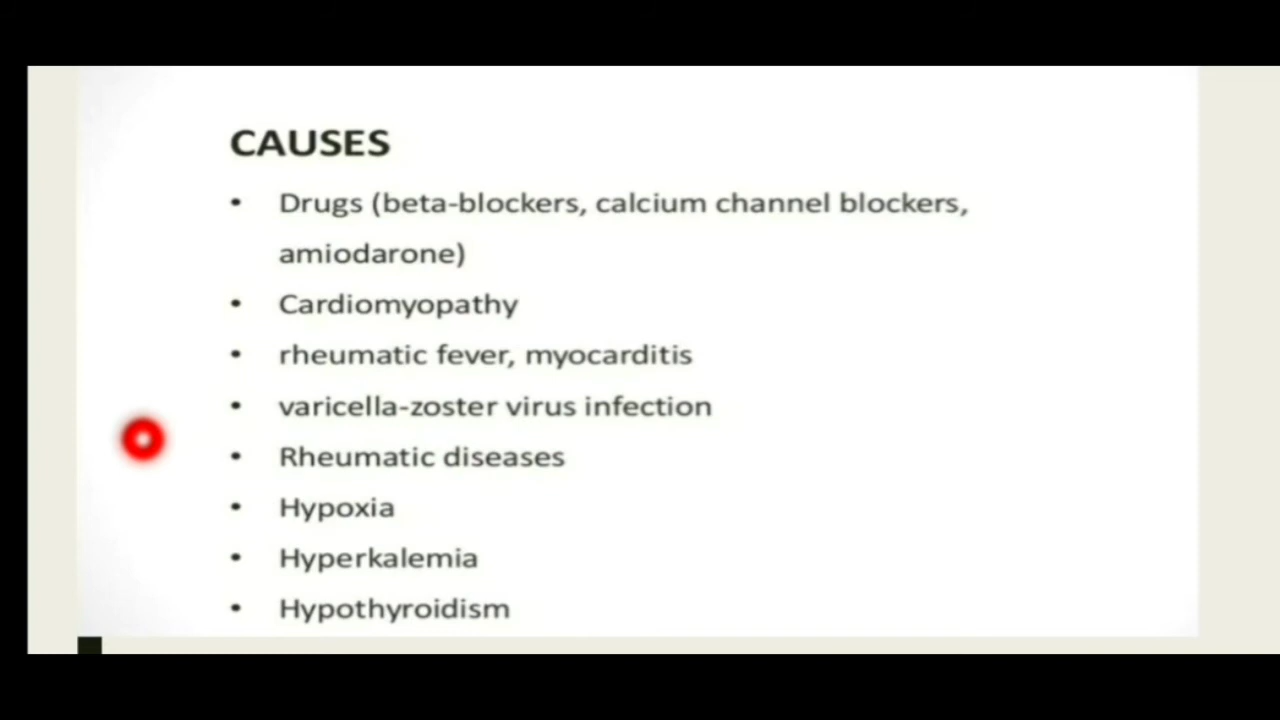 CAUSES
• Drugs (beta-blockers, calcium channel blockers,
amiodarone)
• Cardiomyopathy
• rheumatic fever, myocarditis
• varicella-zoster virus infection
• Rheumatic diseases
• Hypoxia
• Hyperkalemia
• Hypothyroidism